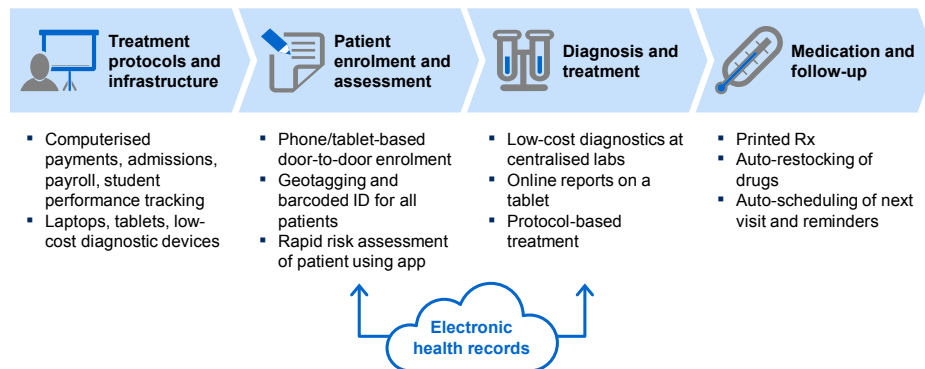 Treatment
protocols and
infrastructure
Patient
enrolment and
assessment
Diagnosis and
treatment
Medication and
follow-up
▪ Computerised
payments, admissions,
payroll, student
performance tracking
▪ Laptops, tablets, low-
cost diagnostic devices
▪ Phone/tablet-based
door-to-door enrolment
▪ Geotagging and
barcoded ID for all
patients
▪ Rapid risk assessment
of patient using app
▪ Low-cost diagnostics at
centralised labs
▪ Online reports on a
tablet
▪ Protocol-based
treatment
▪ Printed Rx
▪ Auto-restocking of
drugs
▪ Auto-scheduling of next
visit and reminders
Electronic
health records